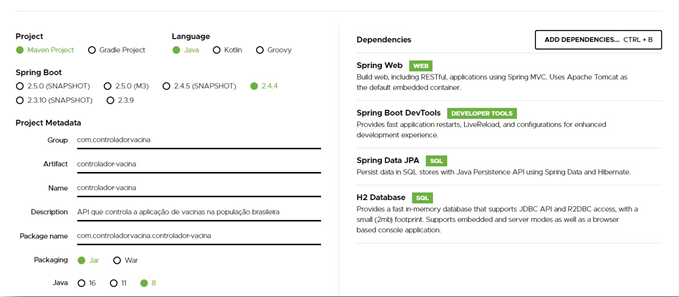 Project
Maven Project Gradle Project
Language
Java Kotlin Groovy
Spring Boot
2.5.0 (SNAPSHOT) 2.5.0 (M3) 2.4.5 (SNAPSHOT) 2.4.4
2.3.10 (SNAPSHOT) 2.3.9
Project Metadata
Group com.controladorvacina
Artifact controlador-vacina
Name controlador-vacina
Description API que controla a aplicação de vacinas na população brasileira
Package name com.controladorvacina.controlador-vacina
Packaging Jar War
Java 16 11 8
Dependencies
ADD DEPENDENCIES... CTRL + B
Spring Web WEB
Build web, including RESTful, applications using Spring MVC. Uses Apache Tomcat as
the default embedded container.
Spring Boot DevTools DEVELOPER TOOLS
Provides fast application restarts, LiveReload, and configurations for enhanced
development experience.
Spring Data JPA SQL
Persist data in SQL stores with Java Persistence API using Spring Data and Hibernate.
H2 Database SQL
Provides a fast in-memory database that supports JDBC API and R2DBC access, with a
small (2mb) footprint. Supports embedded and server modes as well as a browser
based console application.